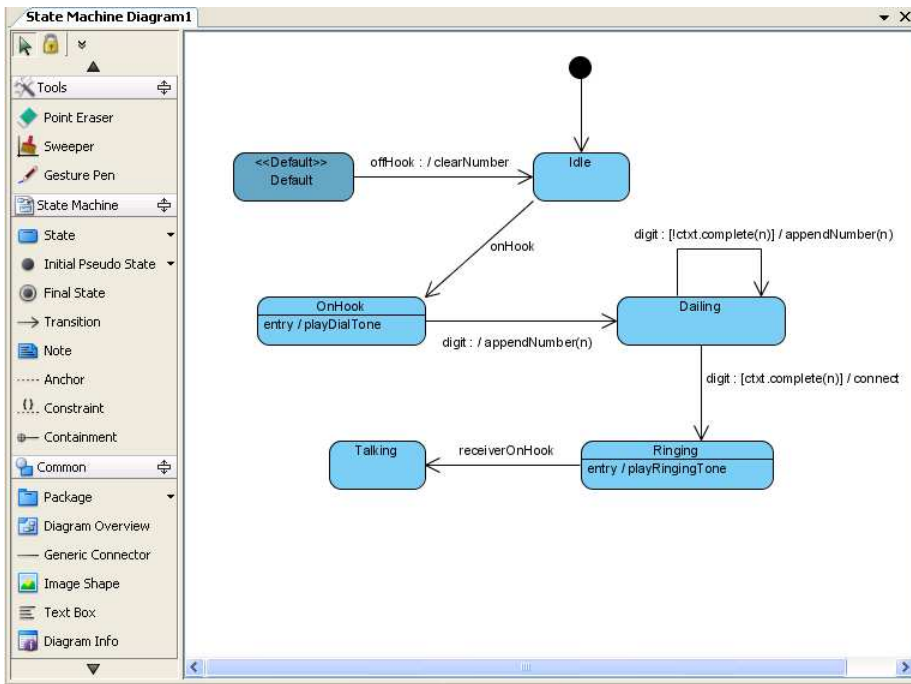 State Machine Diagram1
Tools
Point Eraser
Sweeper
Gesture Pen
State Machine
State
Initial Pseudo State
Final State
Transition
Note
Anchor
Constraint
Containment
Common
Package
Diagram Overview
Generic Connector
Image Shape
Text Box
Diagram Info
<<Default>>
Default
offHook : / clearNumber
Idle
onHook
digit : [!ctxt.complete(n)] / appendNumber(n)
OnHook
entry / playDialTone
digit : / appendNumber(n)
Dailing
digit : [ctxt.complete(n)] / connect
Talking
receiverOnHook
Ringing
entry / playRingingTone